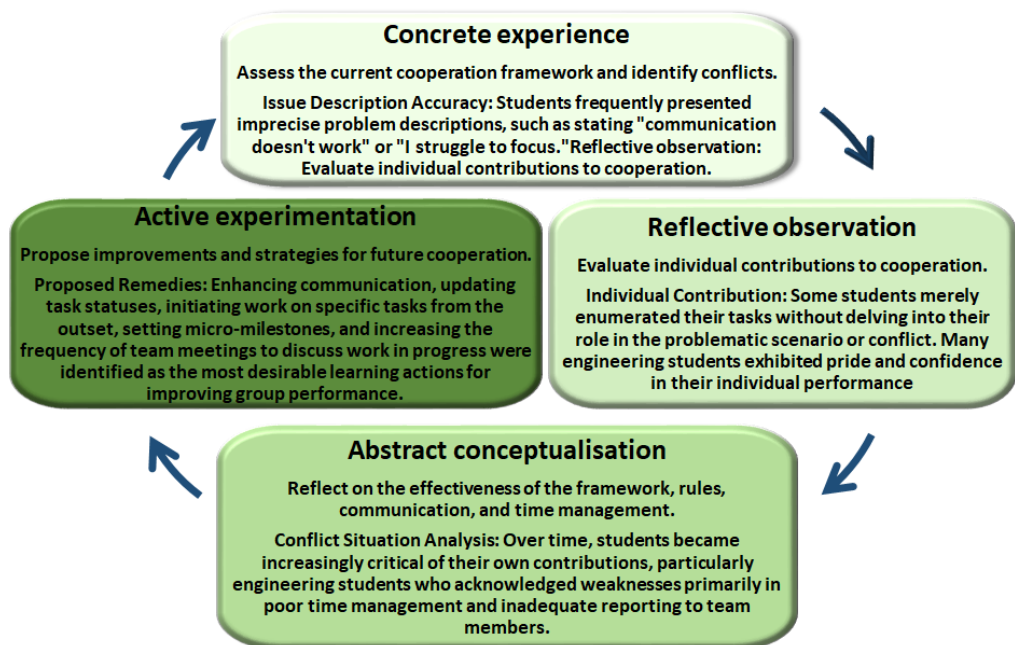 Concrete experience
Assess the current cooperation framework and identify conflicts.
Issue Description Accuracy: Students frequently presented
imprecise problem descriptions, such as stating "communication
doesn't work" or "I struggle to focus."Reflective observation:
Evaluate individual contributions to cooperation.
Reflective observation
Evaluate individual contributions to cooperation.
Individual Contribution: Some students merely
enumerated their tasks without delving into their
role in the problematic scenario or conflict. Many
engineering students exhibited pride and confidence
in their individual performance
Abstract conceptualisation
Reflect on the effectiveness of the framework, rules,
communication, and time management.
Conflict Situation Analysis: Over time, students became
increasingly critical of their own contributions, particularly
engineering students who acknowledged weaknesses primarily in
poor time management and inadequate reporting to team
members.
Active experimentation
Propose improvements and strategies for future cooperation.
Proposed Remedies: Enhancing communication, updating
task statuses, initiating work on specific tasks from the
outset, setting micro-milestones, and increasing the
frequency of team meetings to discuss work in progress were
identified as the most desirable learning actions for
improving group performance.